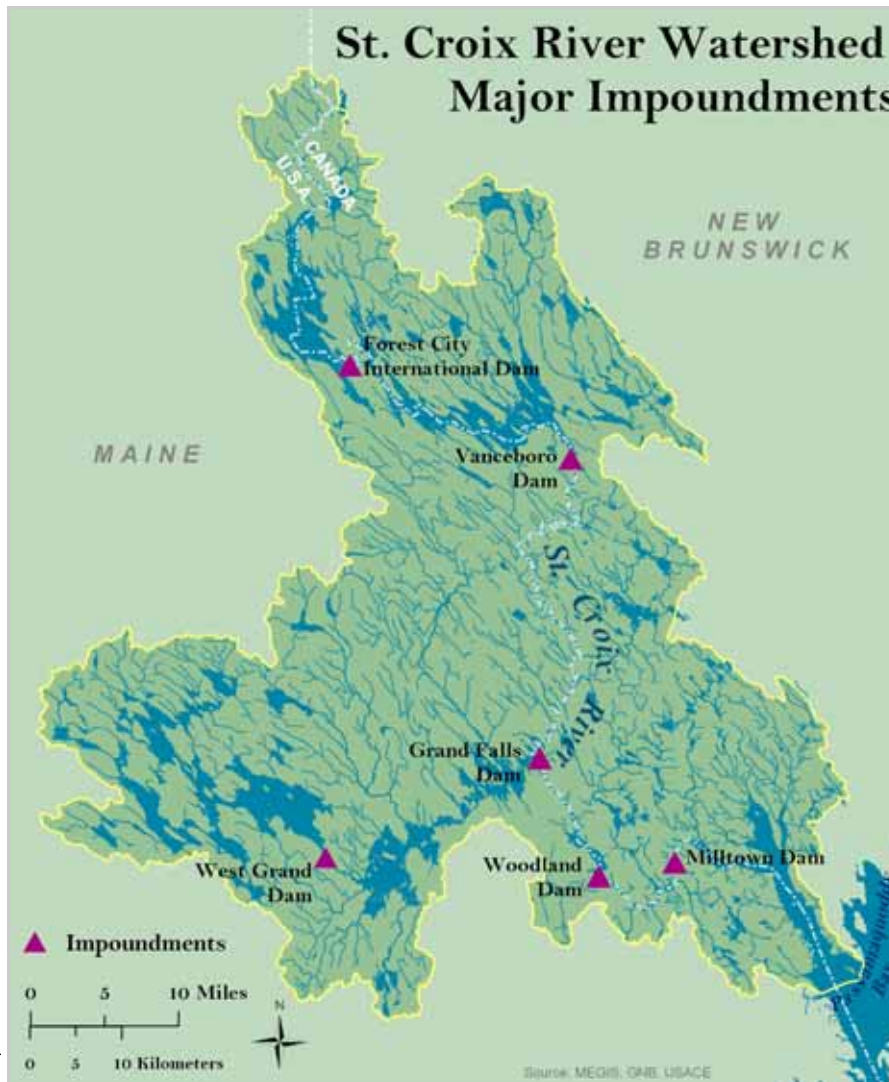 St. Croix River Watershed
Major Impoundments
CANADA
U.S.A.
NEW
BRUNSWICK
Forest City
International Dam
MAINE
Vanceboro
Dam
St. Croix River
Grand Falls
Dam
West Grand
Dam
Woodland
Dam
Milltown Dam
Passamaquoddy
Bay
Impoundments
0 5 10 Miles
N
0 5 10 Kilometers
Source: MEGIS, GNB, USACE